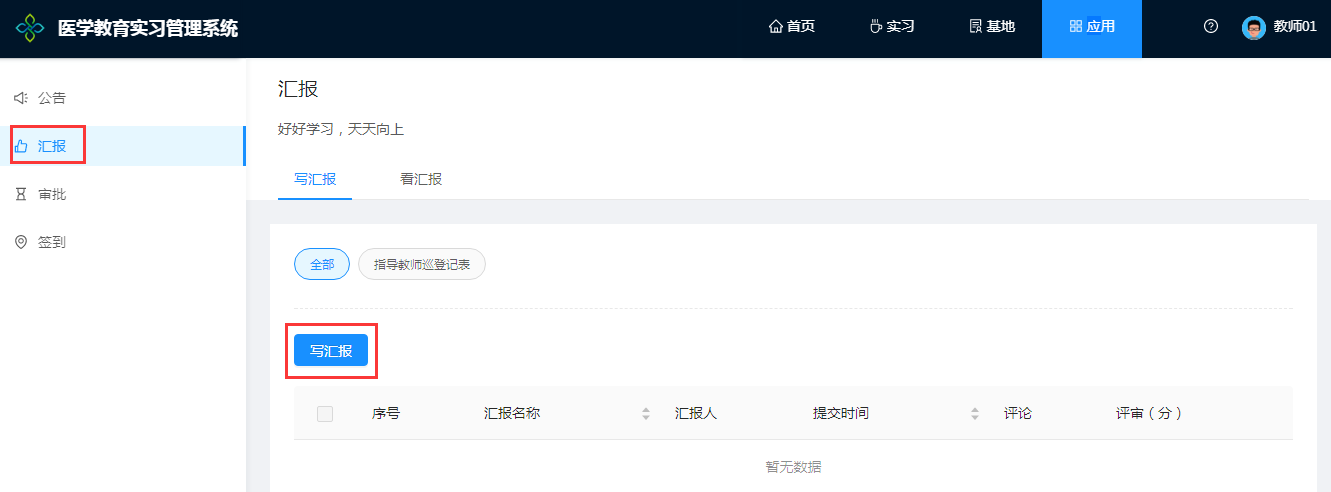 医学教育实习管理系统
首页
实习
基地
应用
教师01
公告
汇报
审批
签到
汇报
好好学习，天天向上
写汇报
看汇报
全部
指导教师巡登记表
写汇报
序号
汇报名称
汇报人
提交时间
评论
评审（分）
暂无数据